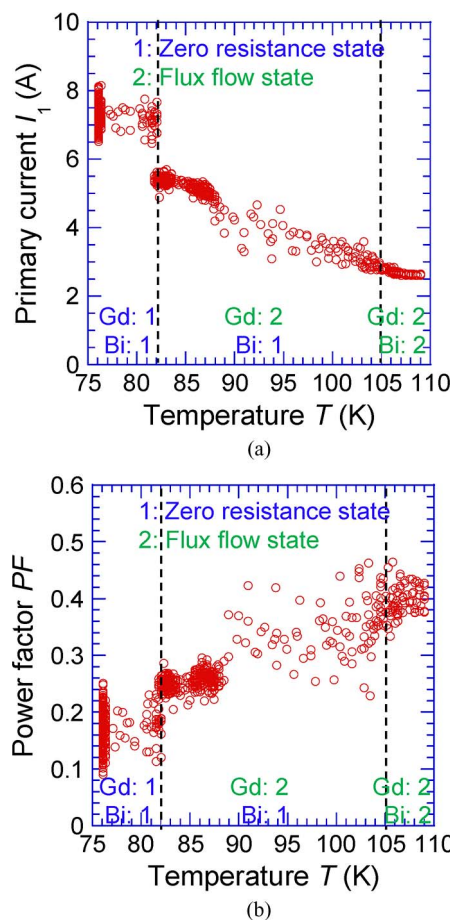 10
8
6
4
2
0
Primary current I₁ (A)
1: Zero resistance state
2: Flux flow state
Gd: 1 Gd: 2 Gd: 2
Bi: 1 Bi: 1 Bi: 2
75 80 85 90 95 100 105 110
Temperature T (K)
(a)
0.6
0.5
0.4
0.3
0.2
0.1
0
Power factor PF
1: Zero resistance state
2: Flux flow state
Gd: 1 Gd: 2 Gd: 2
Bi: 1 Bi: 1 Bi: 2
75 80 85 90 95 100 105 110
Temperature T (K)
(b)